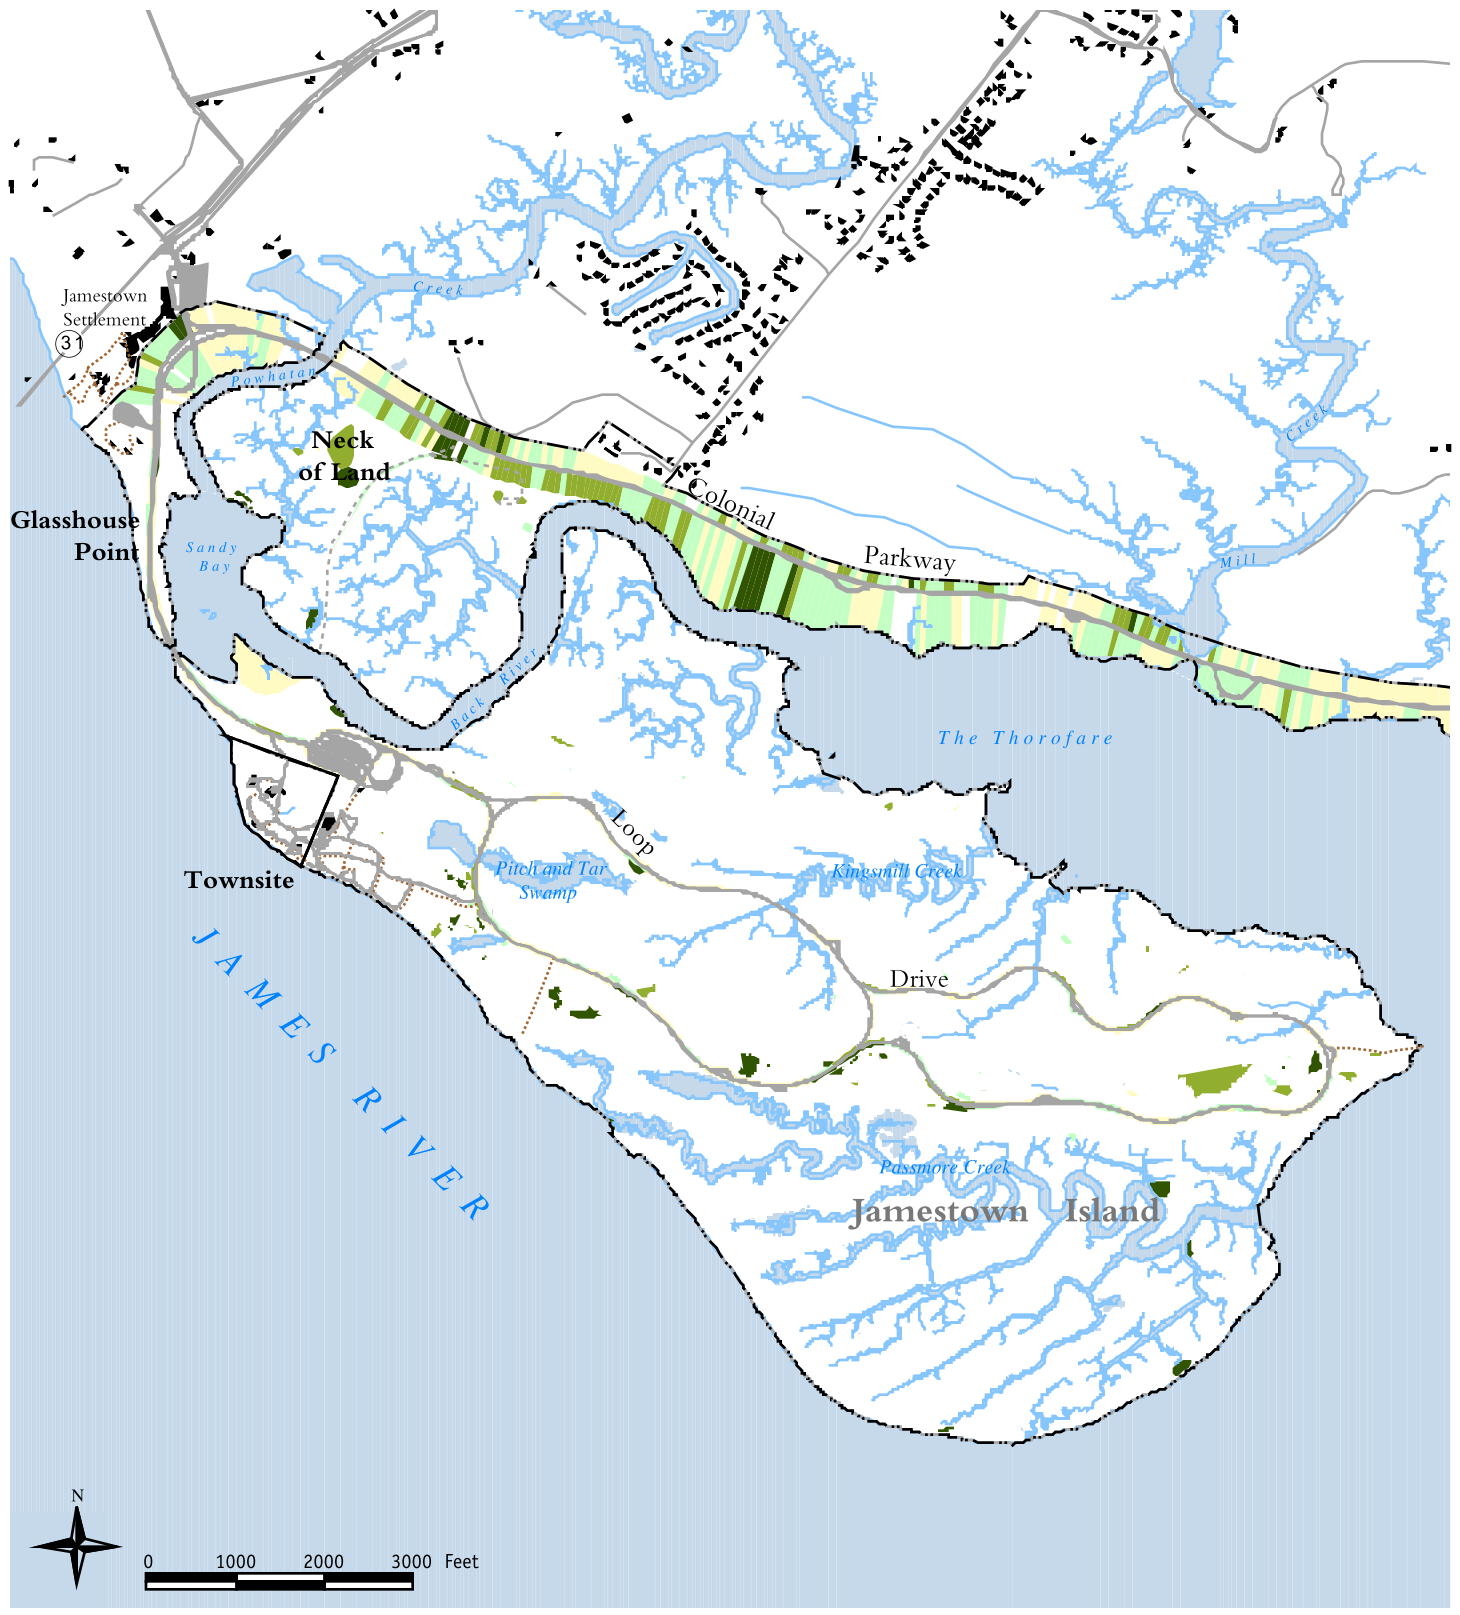 Creek
Jamestown
Settlement
31
Powhatan
Neck
of Land
Creek
Colonial
Glasshouse
Point
Sandy
Bay
Parkway
Mill
Back River
The Thorofare
Loop
Townsite
Pitch and Tar
Swamp
Kingsmill Creek
JAMES RIVER
Drive
Passmore Creek
Jamestown Island
N
0 1000 2000 3000 Feet